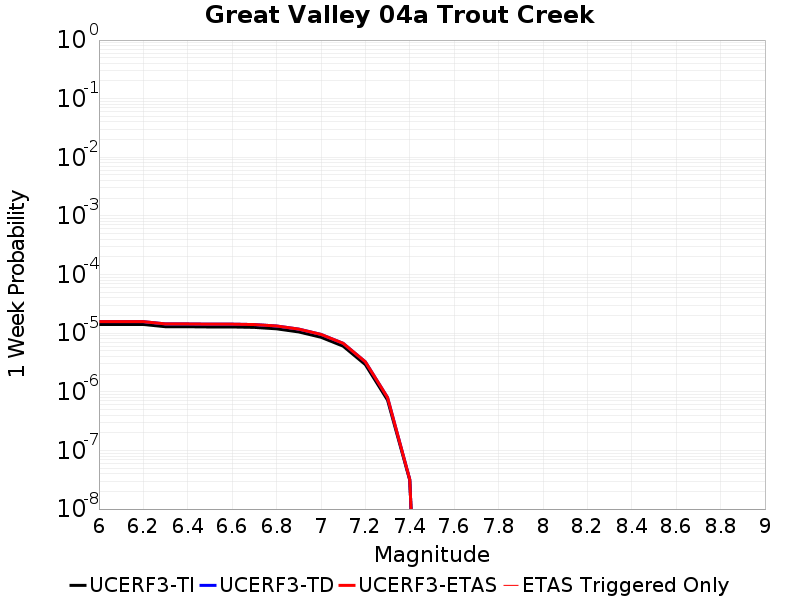 Great Valley 04a Trout Creek
10^0
10^-1
10^-2
10^-3
10^-4
10^-5
10^-6
10^-7
10^-8
1 Week Probability
6 6.2 6.4 6.6 6.8 7 7.2 7.4 7.6 7.8 8 8.2 8.4 8.6 8.8 9
Magnitude
UCERF3-TI UCERF3-TD UCERF3-ETAS ETAS Triggered Only